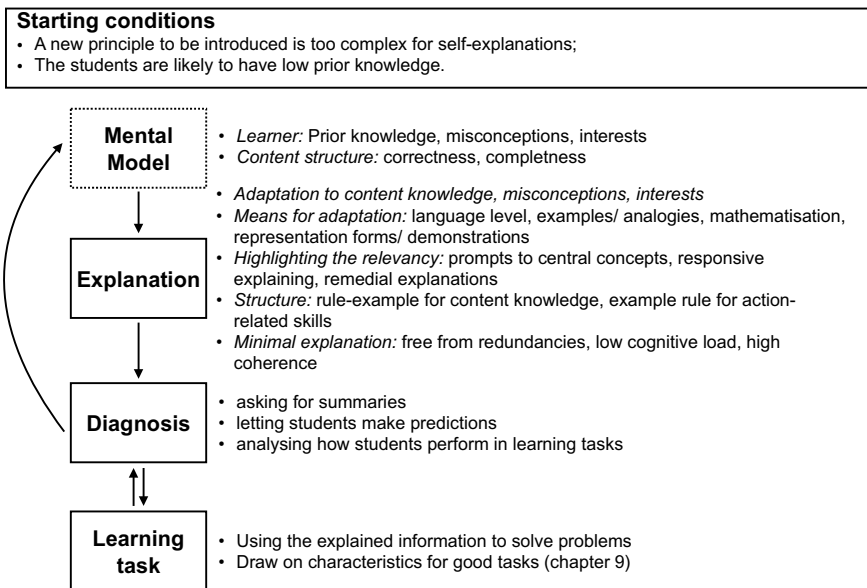 Starting conditions
• A new principle to be introduced is too complex for self-explanations;
• The students are likely to have low prior knowledge.
Mental
Model
• Learner: Prior knowledge, misconceptions, interests
• Content structure: correctness, completness
Explanation
• Adaptation to content knowledge, misconceptions, interests
• Means for adaptation: language level, examples/ analogies, mathematisation,
representation forms/ demonstrations
• Highlighting the relevancy: prompts to central concepts, responsive
explaining, remedial explanations
• Structure: rule-example for content knowledge, example rule for action-
related skills
• Minimal explanation: free from redundancies, low cognitive load, high
coherence
Diagnosis
• asking for summaries
• letting students make predictions
• analysing how students perform in learning tasks
Learning
task
• Using the explained information to solve problems
• Draw on characteristics for good tasks (chapter 9)